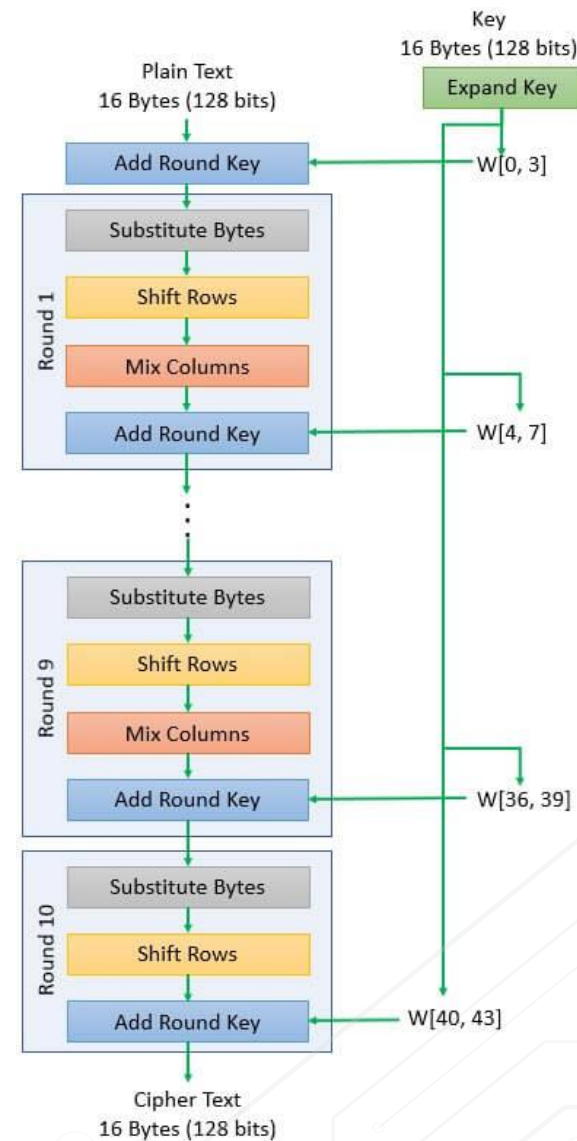 Key
16 Bytes (128 bits)
Expand Key
Plain Text
16 Bytes (128 bits)
Add Round Key
W[0, 3]
Round 1
Substitute Bytes
Shift Rows
Mix Columns
Add Round Key
W[4, 7]
Round 9
Substitute Bytes
Shift Rows
Mix Columns
Add Round Key
W[36, 39]
Round 10
Substitute Bytes
Shift Rows
Add Round Key
W[40, 43]
Cipher Text
16 Bytes (128 bits)